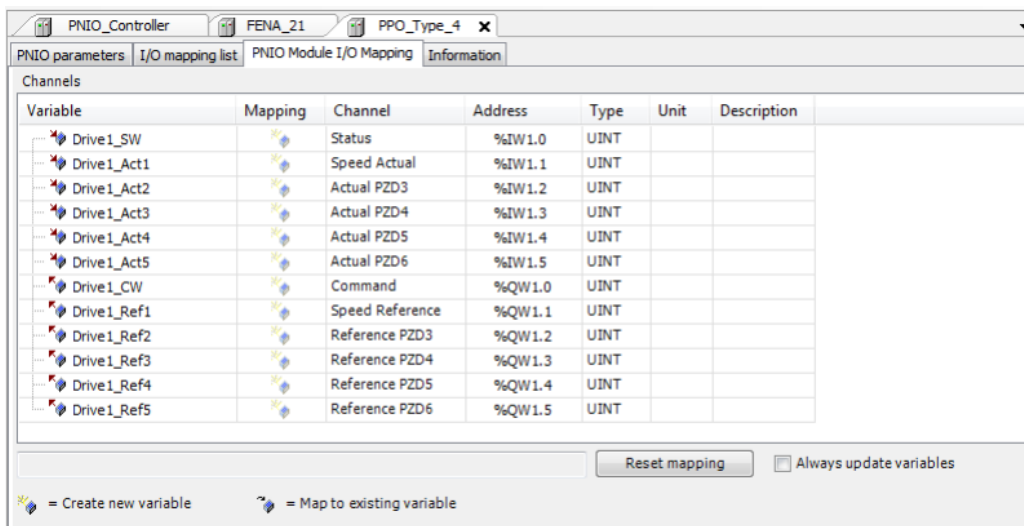 PNIO_Controller FENA_21 PPO_Type_4
PNIO parameters I/O mapping list PNIO Module I/O Mapping Information
Channels
Variable Mapping Channel Address Type Unit Description
Drive1_SW Status %IW1.0 UINT
Drive1_Act1 Speed Actual %IW1.1 UINT
Drive1_Act2 Actual PZD3 %IW1.2 UINT
Drive1_Act3 Actual PZD4 %IW1.3 UINT
Drive1_Act4 Actual PZD5 %IW1.4 UINT
Drive1_Act5 Actual PZD6 %IW1.5 UINT
Drive1_CW Command %QW1.0 UINT
Drive1_Ref1 Speed Reference %QW1.1 UINT
Drive1_Ref2 Reference PZD3 %QW1.2 UINT
Drive1_Ref3 Reference PZD4 %QW1.3 UINT
Drive1_Ref4 Reference PZD5 %QW1.4 UINT
Drive1_Ref5 Reference PZD6 %QW1.5 UINT
Reset mapping Always update variables
= Create new variable = Map to existing variable